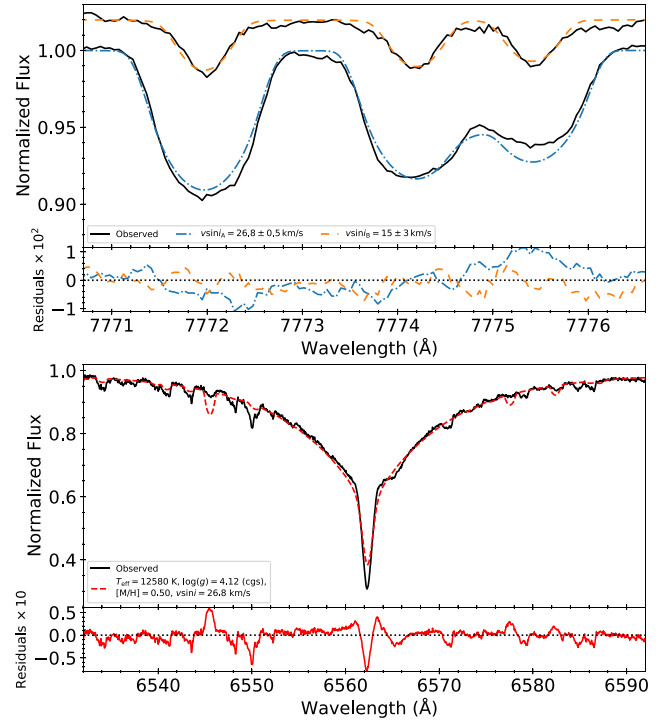 1.00
0.95
0.90
Normalized Flux
Observed
vsini_A = 26,8 ± 0,5 km/s
vsini_B = 15 ± 3 km/s
1
0
−1
Residuals × 10²
7771 7772 7773 7774 7775 7776
Wavelength (Å)
1.0
0.8
0.6
0.4
Normalized Flux
Observed
T_eff = 12580 K, log(g) = 4.12 (cgs),
[M/H] = 0.50, vsini = 26.8 km/s
0.5
0.0
−0.5
Residuals × 10
6540 6550 6560 6570 6580 6590
Wavelength (Å)